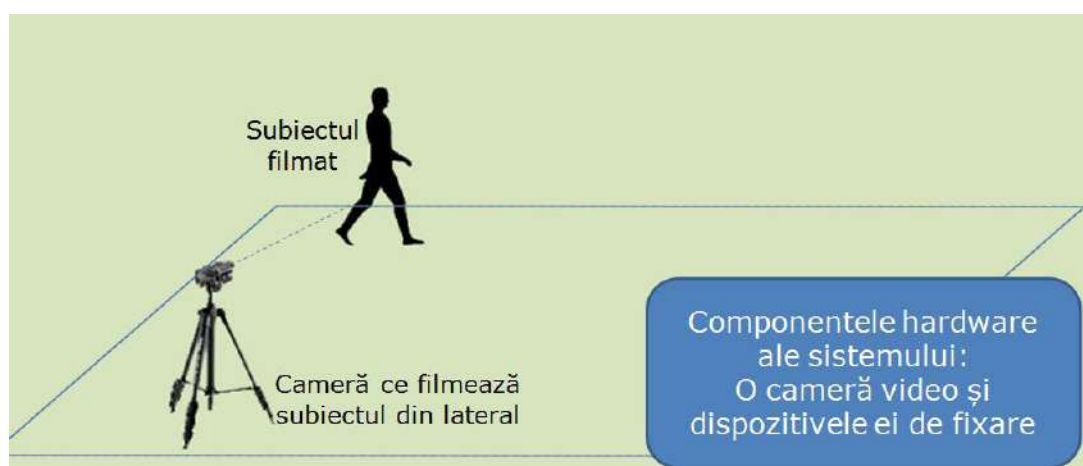 Subiectul
filmat
Cameră ce filmează
subiectul din lateral
Componentele hardware
ale sistemului:
O cameră video și
dispozitivele ei de fixare